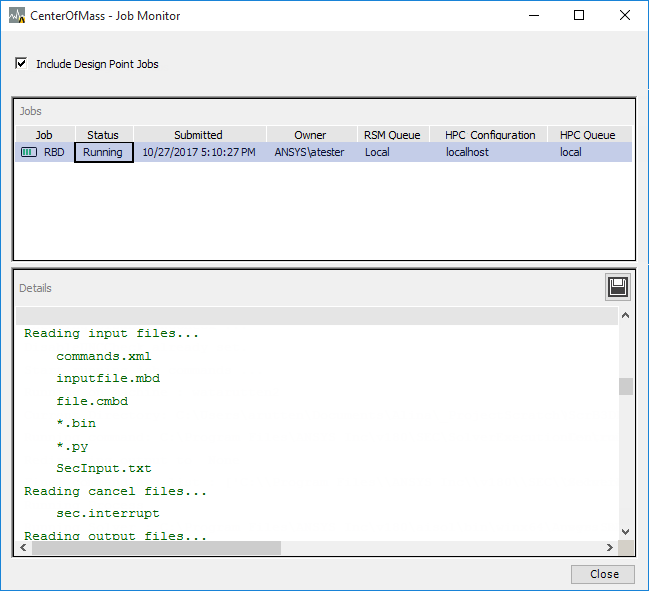 CenterOfMass - Job Monitor
Include Design Point Jobs
Jobs
Job Status Submitted Owner RSM Queue HPC Configuration HPC Queue
RBD Running 10/27/2017 5:10:27 PM ANSYS\atester Local localhost local
Details
Reading input files...
commands.xml
inputfile.mbd
file.cmbd
*.bin
*.py
SecInput.txt
Reading cancel files...
sec.interrupt
Reading output files...
Close